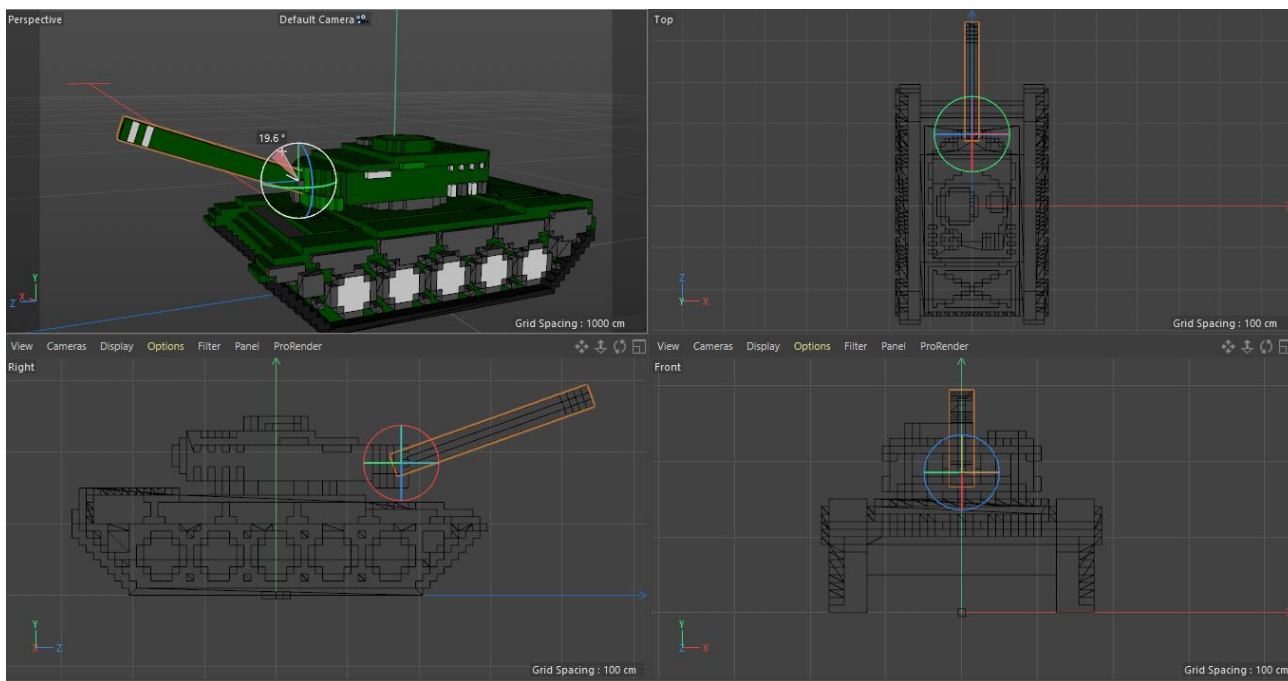 Perspective
Default Camera
19.6 °
Y
X
Z
Grid Spacing : 1000 cm
Top
Z
Y X
Grid Spacing : 100 cm
View Cameras Display Options Filter Panel ProRender
Right
Y
X Z
Grid Spacing : 100 cm
View Cameras Display Options Filter Panel ProRender
Front
Y
Z X
Grid Spacing : 100 cm